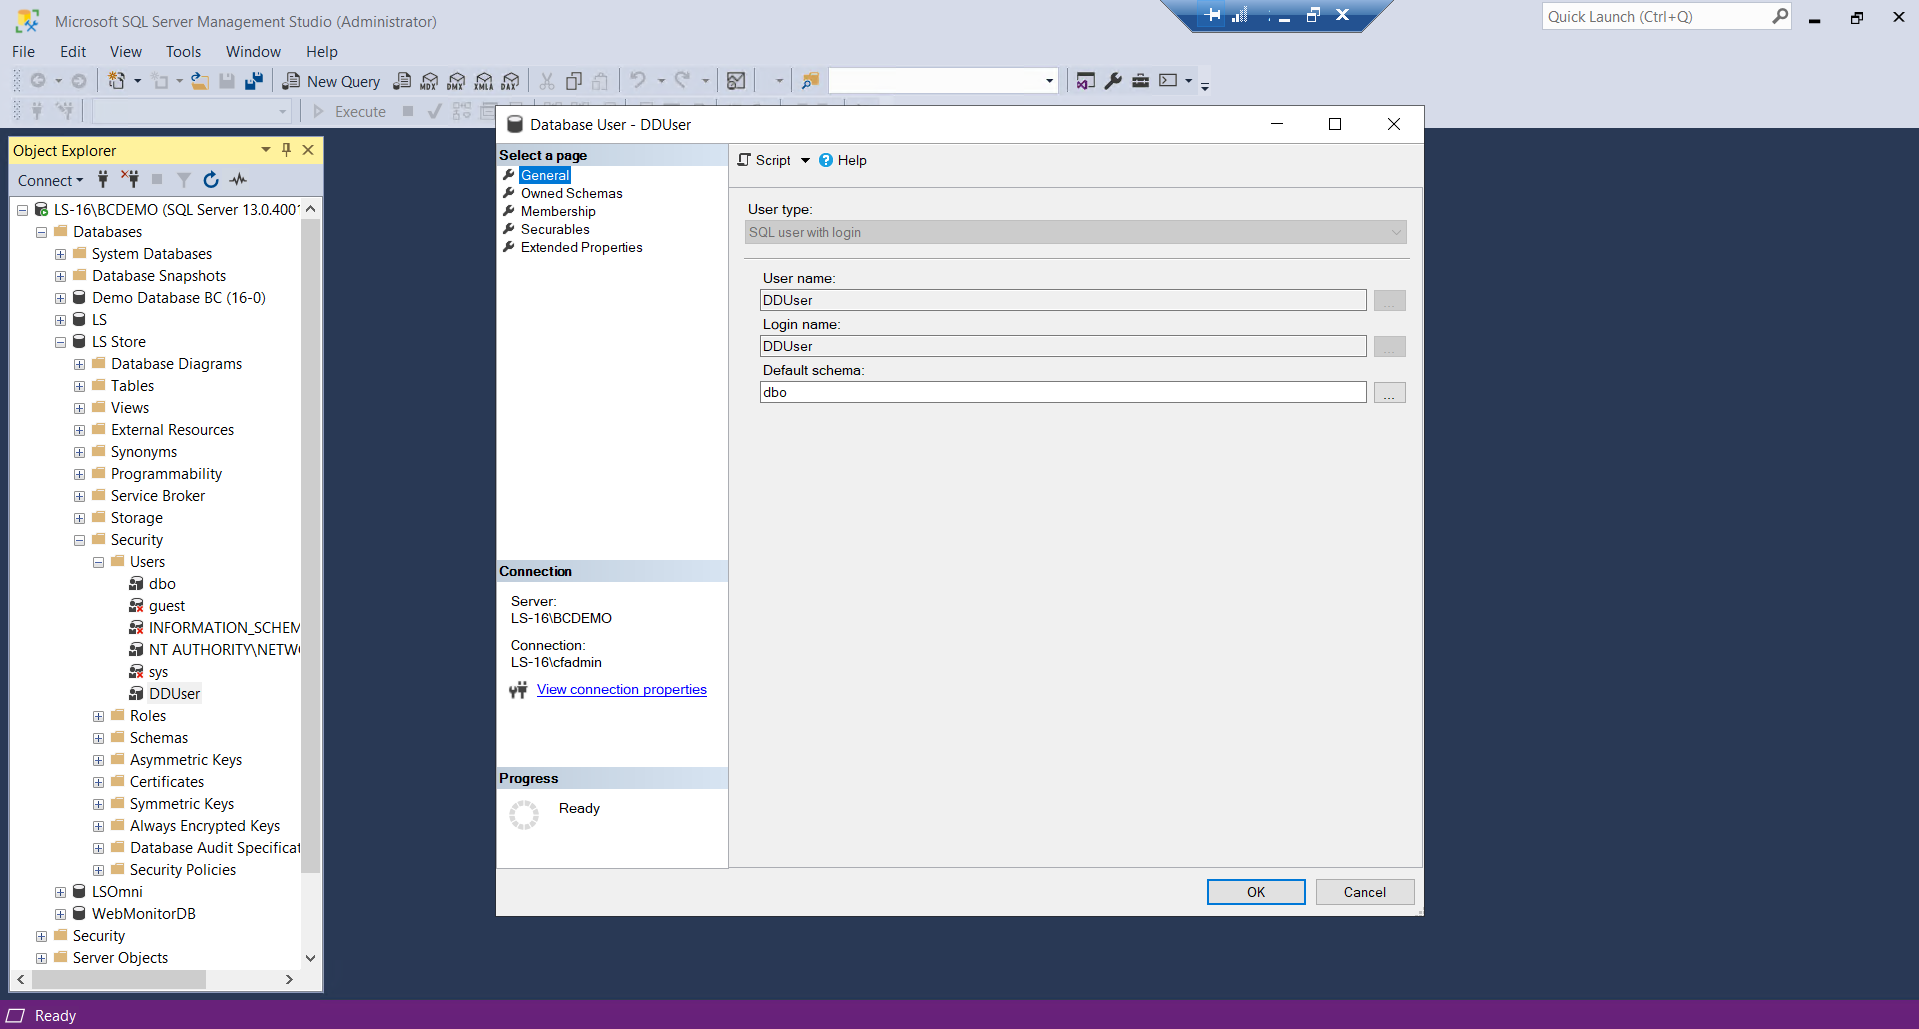 Microsoft SQL Server Management Studio (Administrator)
Quick Launch (Ctrl+Q)
File Edit View Tools Window Help
New Query MDX DMX XMLA DAX
Execute
Object Explorer
Connect
LS-16\BCDEMO (SQL Server 13.0.4001
Databases
System Databases
Database Snapshots
Demo Database BC (16-0)
LS
LS Store
Database Diagrams
Tables
Views
External Resources
Synonyms
Programmability
Service Broker
Storage
Security
Users
dbo
guest
INFORMATION_SCHEM
NT AUTHORITY\NETW
sys
DDUser
Roles
Schemas
Asymmetric Keys
Certificates
Symmetric Keys
Always Encrypted Keys
Database Audit Specificat
Security Policies
LSOmni
WebMonitorDB
Security
Server Objects
Database User - DDUser
Select a page
General
Owned Schemas
Membership
Securables
Extended Properties
Connection
Server:
LS-16\BCDEMO
Connection:
LS-16\cfadmin
View connection properties
Progress
Ready
Script Help
User type:
SQL user with login
User name:
DDUser
...
Login name:
DDUser
...
Default schema:
dbo
...
OK Cancel
Ready